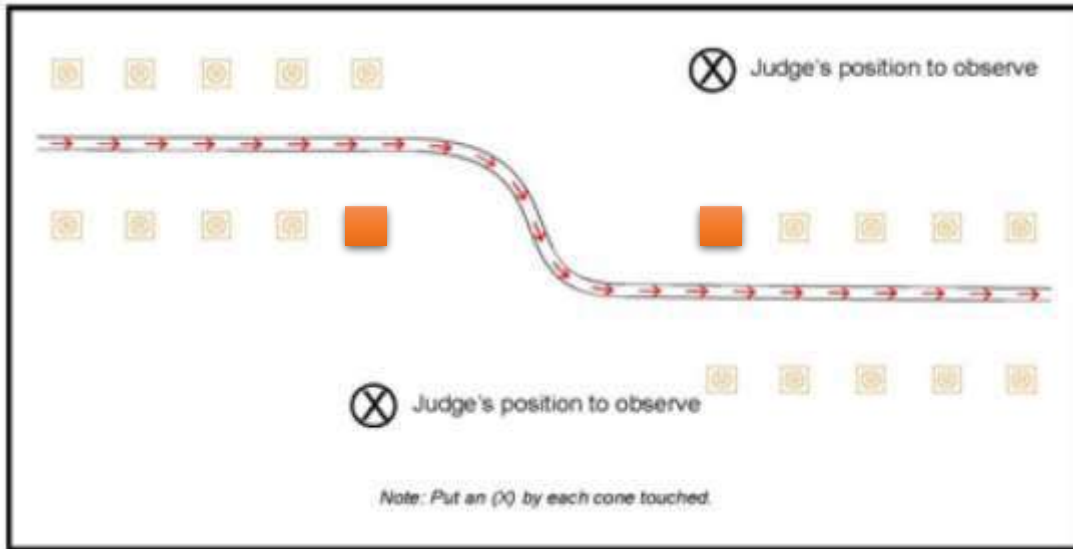 Judge's position to observe
Judge's position to observe
Note: Put an (X) by each cone touched.